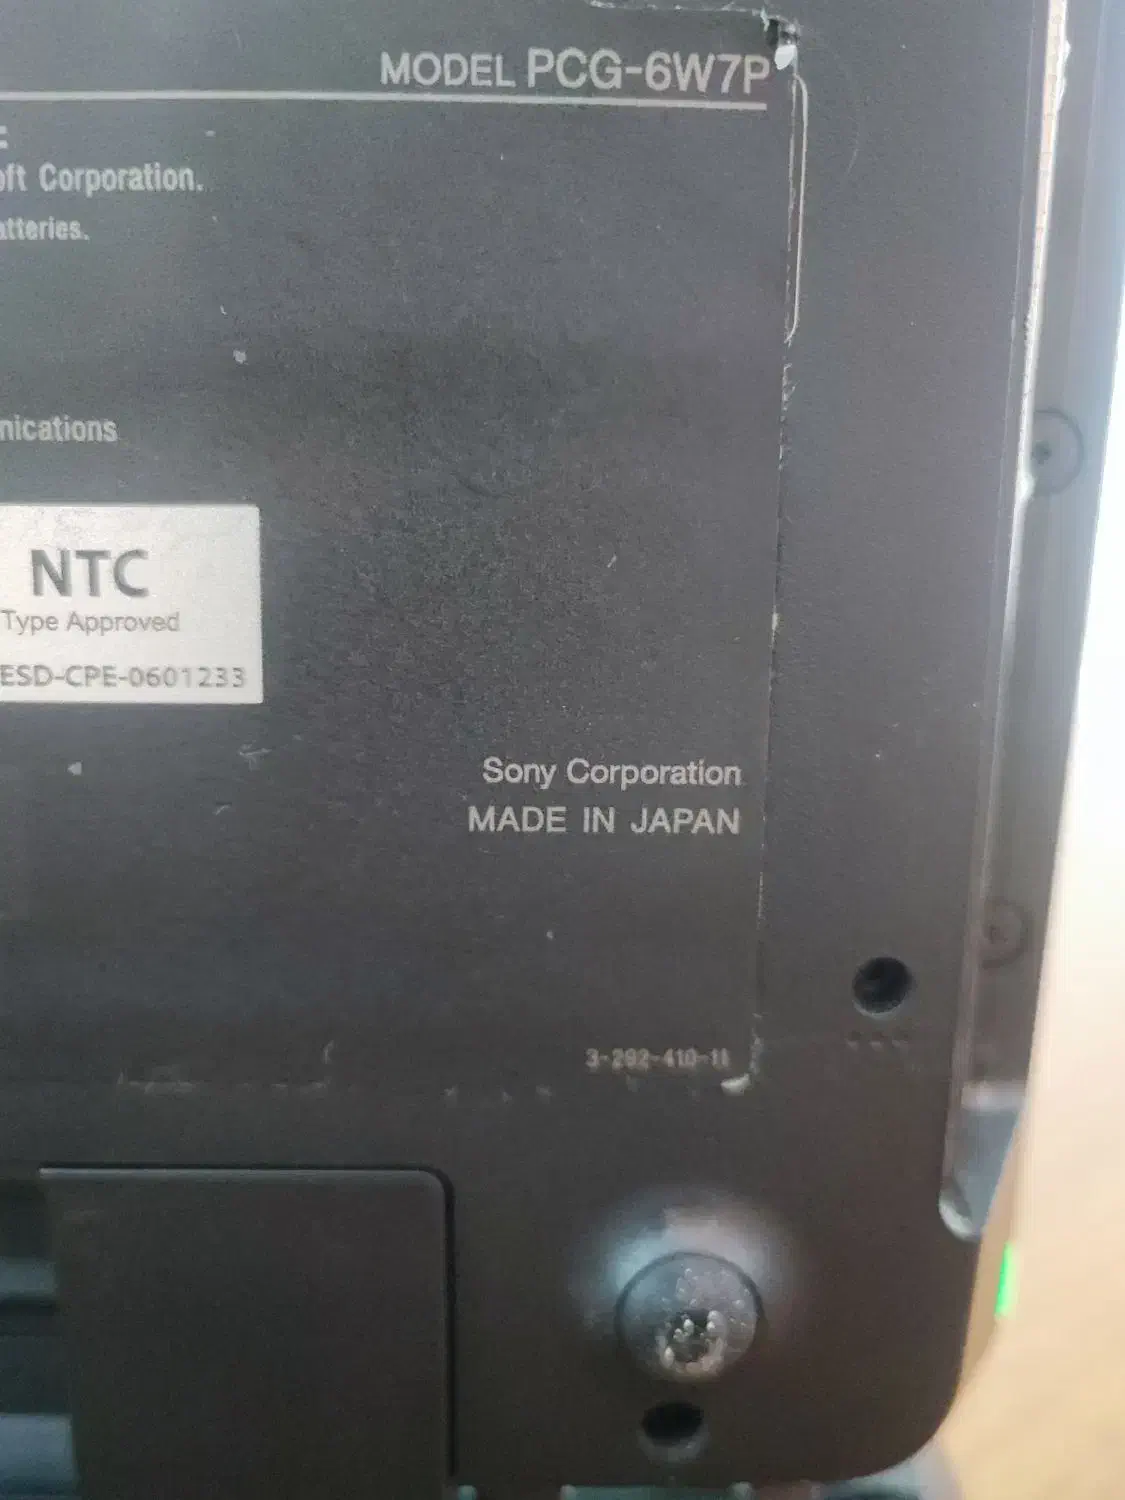 MODEL PCG-6W7P
oft Corporation.
atteries.
nications
NTC
Type Approved
ESD-CPE-0601233
Sony Corporation
MADE IN JAPAN
3-292-410-11